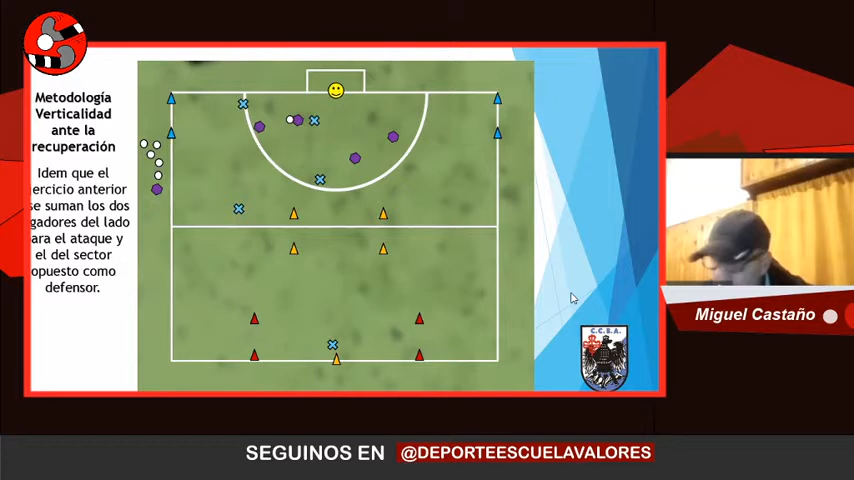 Metodología
Verticalidad
ante la
recuperación
Idem que el
ercicio anterior
se suman los dos
gadores del lado
ara el ataque y
el del sector
opuesto como
defensor.
C.C.B.A.
Miguel Castaño
SEGUINOS EN @DEPORTEESCUELAVALORES